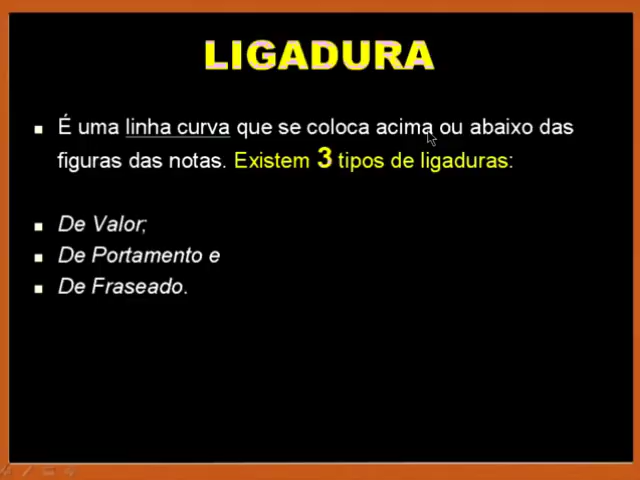 LIGADURA
É uma linha curva que se coloca acima ou abaixo das
figuras das notas. Existem 3 tipos de ligaduras:
De Valor;
De Portamento e
De Fraseado.